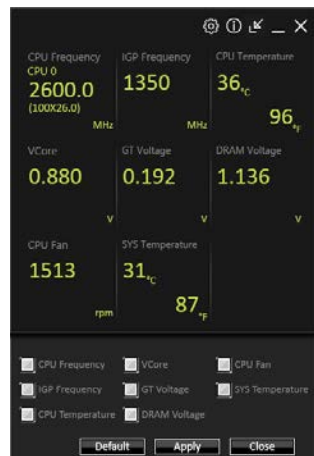 CPU Frequency IGP Frequency CPU Temperature
CPU 0
2600.0 1350 36°C
(100X26.0)
MHz MHz 96°F
VCore GT Voltage DRAM Voltage
0.880 0.192 1.136
V V V
CPU Fan SYS Temperature
1513 31°C
rpm 87°F
CPU Frequency VCore CPU Fan
IGP Frequency GT Voltage SYS Temperature
CPU Temperature DRAM Voltage
Default Apply Close